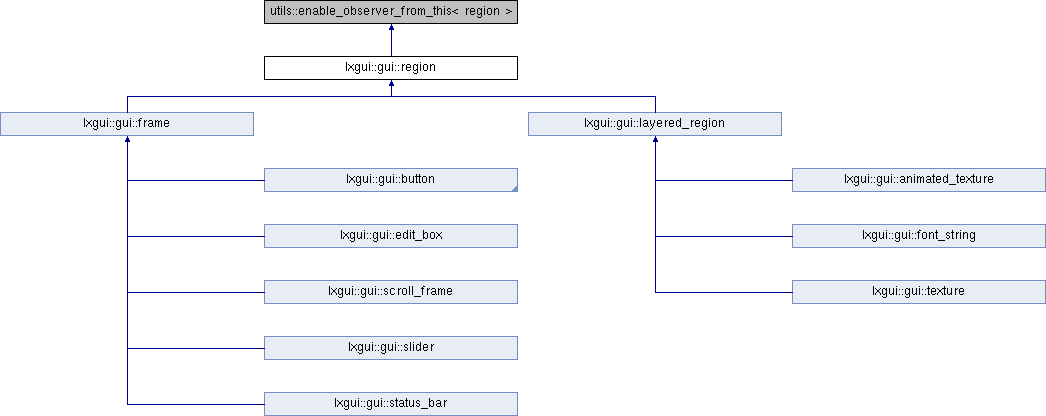 utils::enable_observer_from_this< region >
lxgui::gui::region
lxgui::gui::frame
lxgui::gui::layered_region
lxgui::gui::button
lxgui::gui::animated_texture
lxgui::gui::edit_box
lxgui::gui::font_string
lxgui::gui::scroll_frame
lxgui::gui::texture
lxgui::gui::slider
lxgui::gui::status_bar